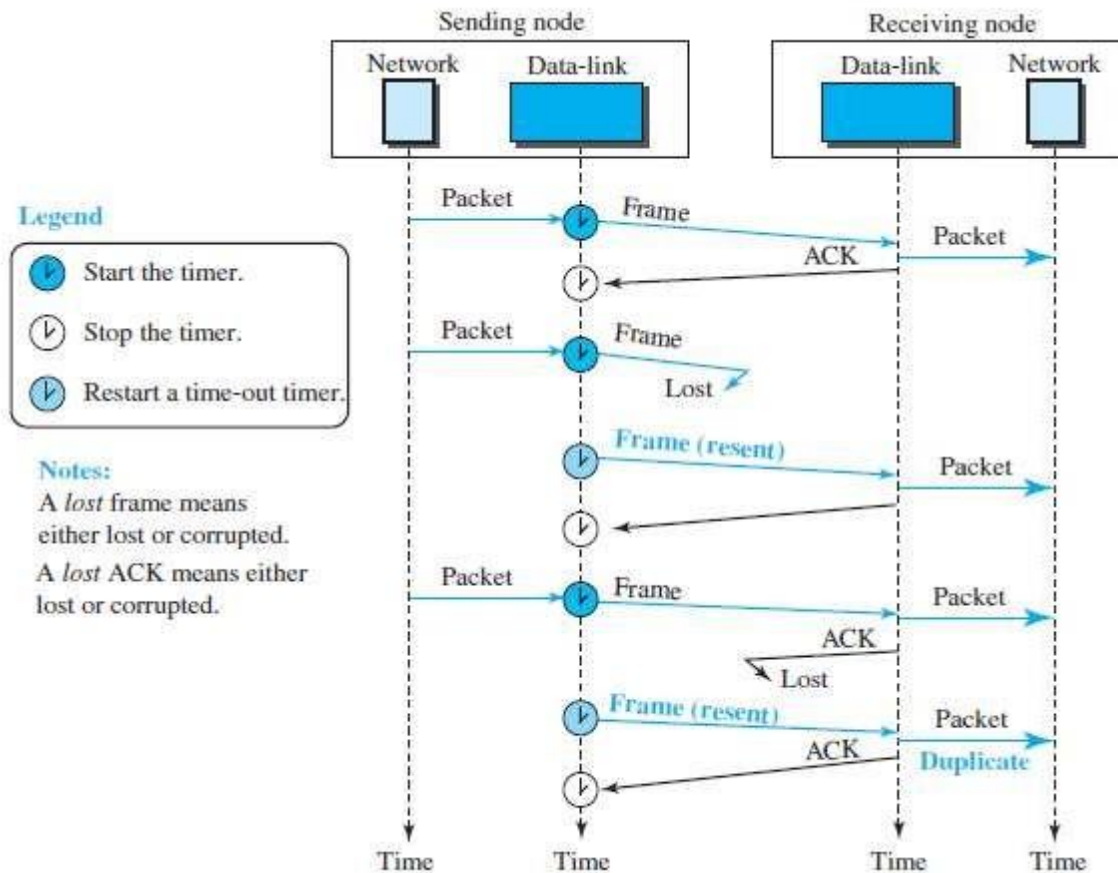 Sending node
Receiving node
Network
Data-link
Data-link
Network
Legend
Start the timer.
Stop the timer.
Restart a time-out timer.
Notes:
A lost frame means
either lost or corrupted.
A lost ACK means either
lost or corrupted.
Packet
Frame
Packet
ACK
Packet
Frame
Lost
Frame (resent)
Packet
Packet
Frame
Packet
ACK
Lost
Frame (resent)
Packet
Duplicate
ACK
Time
Time
Time
Time